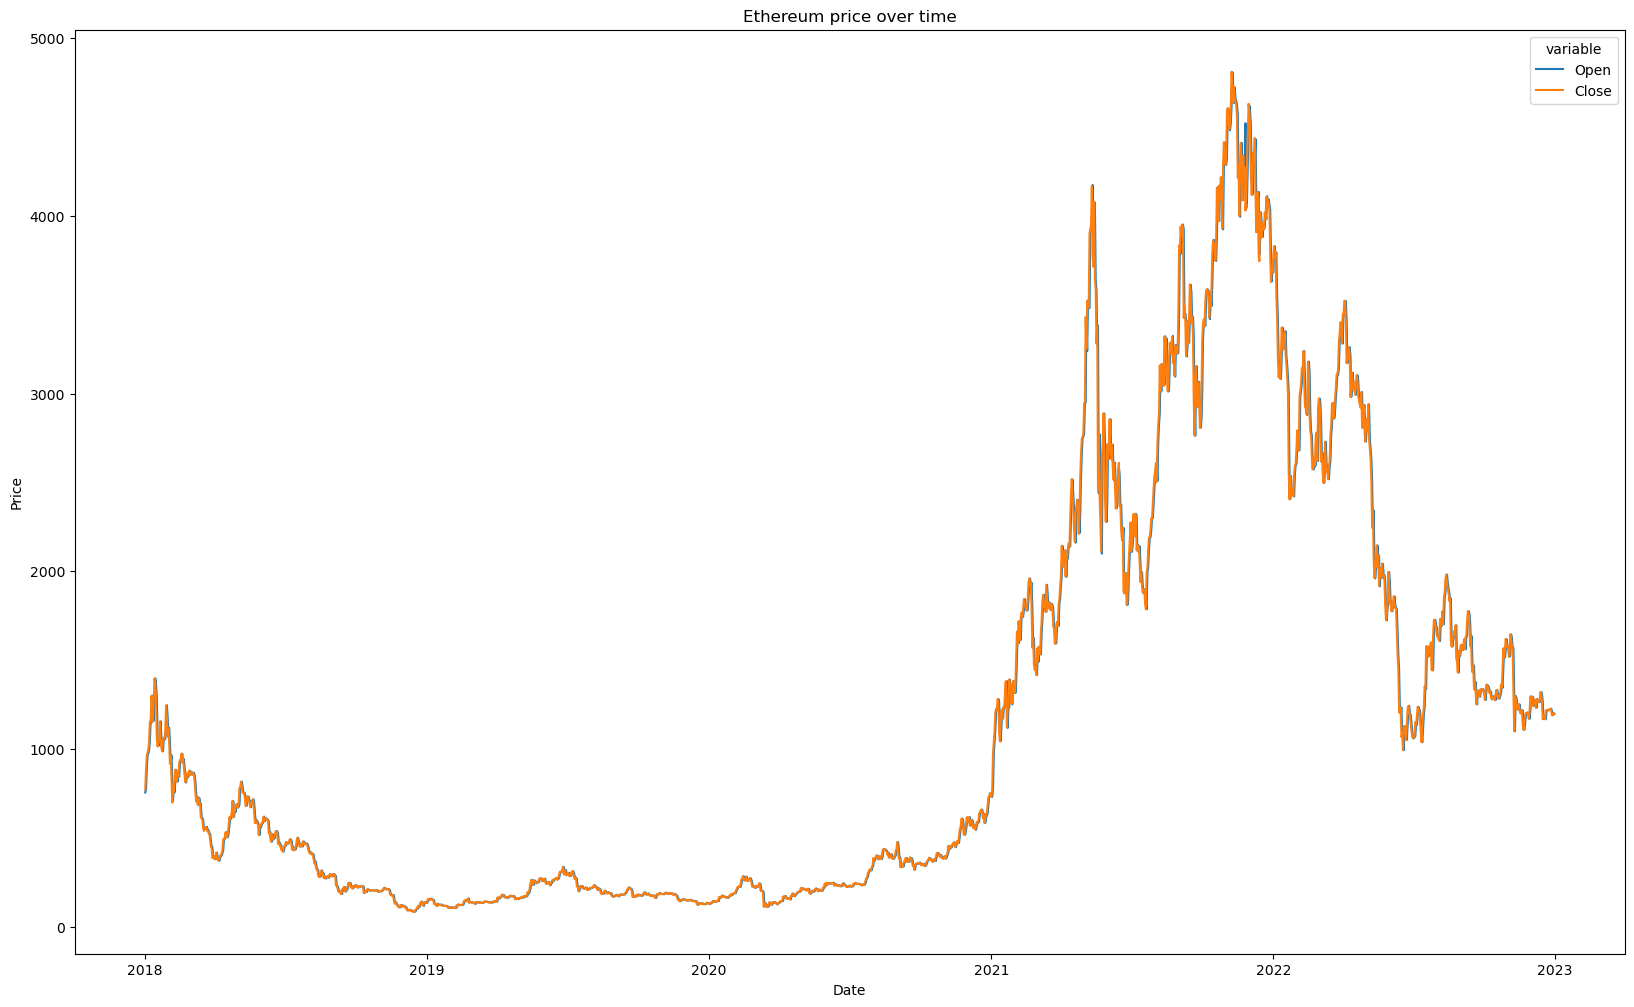 Ethereum price over time
variable
Open
Close
Price
5000
4000
3000
2000
1000
0
2018 2019 2020 2021 2022 2023
Date